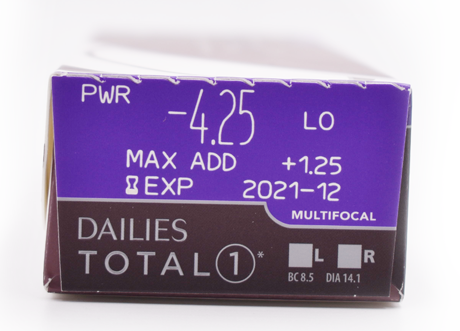 PWR -4.25 LO
MAX ADD +1.25
EXP 2021-12
MULTIFOCAL
DAILIES
TOTAL 1*
L R
BC 8.5 DIA 14.1